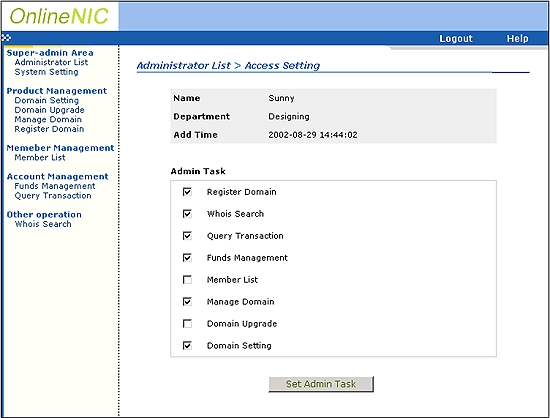 OnlineNIC
Logout Help
Super-admin Area
Administrator List
System Setting
Product Management
Domain Setting
Domain Upgrade
Manage Domain
Register Domain
Memeber Management
Member List
Account Management
Funds Management
Query Transaction
Other operation
Whois Search
Administrator List > Access Setting
Name Sunny
Department Designing
Add Time 2002-08-29 14:44:02
Admin Task
Register Domain
Whois Search
Query Transaction
Funds Management
Member List
Manage Domain
Domain Upgrade
Domain Setting
Set Admin Task